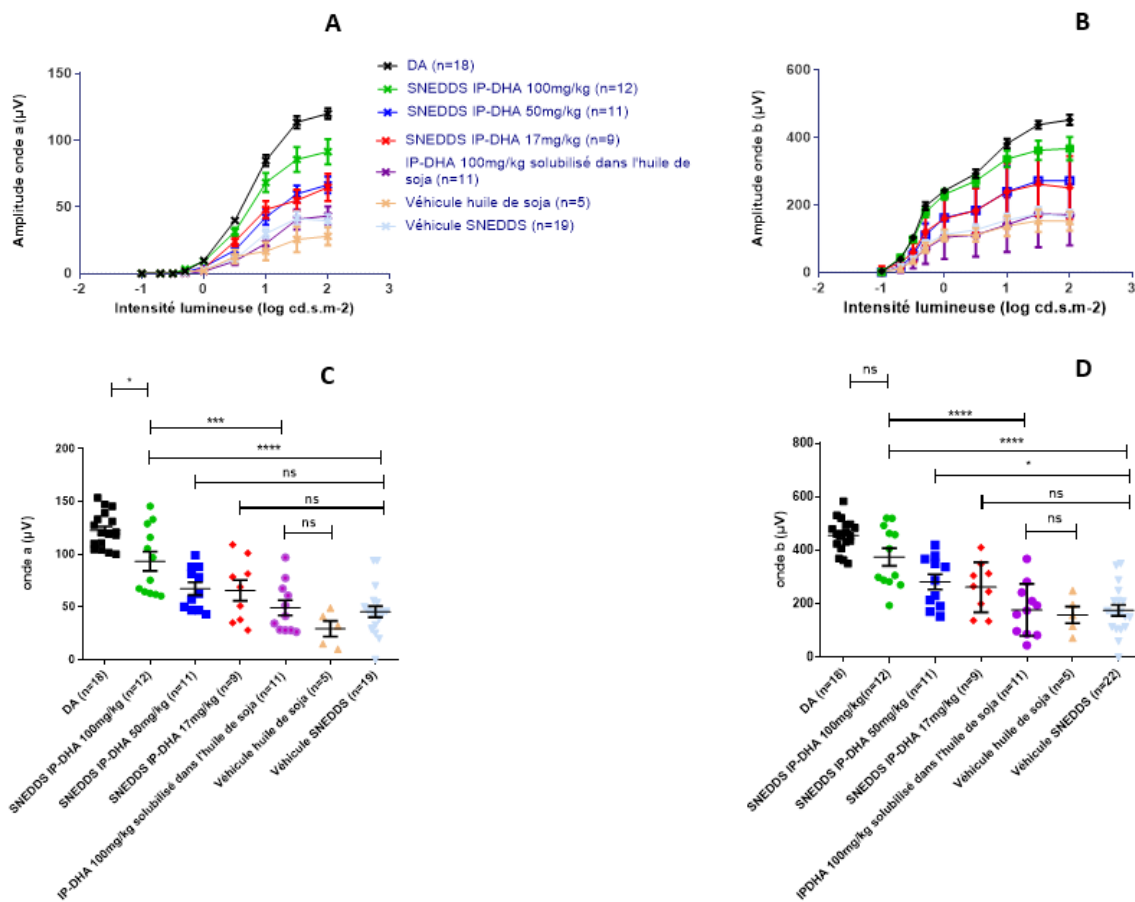 A
Amplitude onde a (µV)
150
100
50
0
-2
-1
0
1
2
3
Intensité lumineuse (log cd.s.m-2)
DA (n=18)
SNEDDS IP-DHA 100mg/kg (n=12)
SNEDDS IP-DHA 50mg/kg (n=11)
SNEDDS IP-DHA 17mg/kg (n=9)
IP-DHA 100mg/kg solubilisé dans l'huile de
soja (n=11)
Véhicule huile de soja (n=5)
Véhicule SNEDDS (n=19)
B
Amplitude onde b (µV)
600
400
200
0
-2
-1
0
1
2
3
Intensité lumineuse (log cd.s.m-2)
C
*
***
****
ns
ns
ns
onde a (µV)
200
150
100
50
0
DA (n=18)
SNEDDS IP-DHA 100mg/kg (n=12)
SNEDDS IP-DHA 50mg/kg (n=11)
SNEDDS IP-DHA 17mg/kg (n=9)
IP-DHA 100mg/kg solubilisé dans l'huile de soja (n=11)
Véhicule huile de soja (n=5)
Véhicule SNEDDS (n=19)
D
ns
****
****
*
ns
ns
onde b (µV)
800
600
400
200
0
DA (n=18)
SNEDDS IP-DHA 100mg/kg(n=12)
SNEDDS IP-DHA 50mg/kg (n=11)
SNEDDS IP-DHA 17mg/kg (n=9)
IPDHA 100mg/kg solubilisé dans l'huile de soja (n=11)
Véhicule huile de soja (n=5)
Véhicule SNEDDS (n=22)